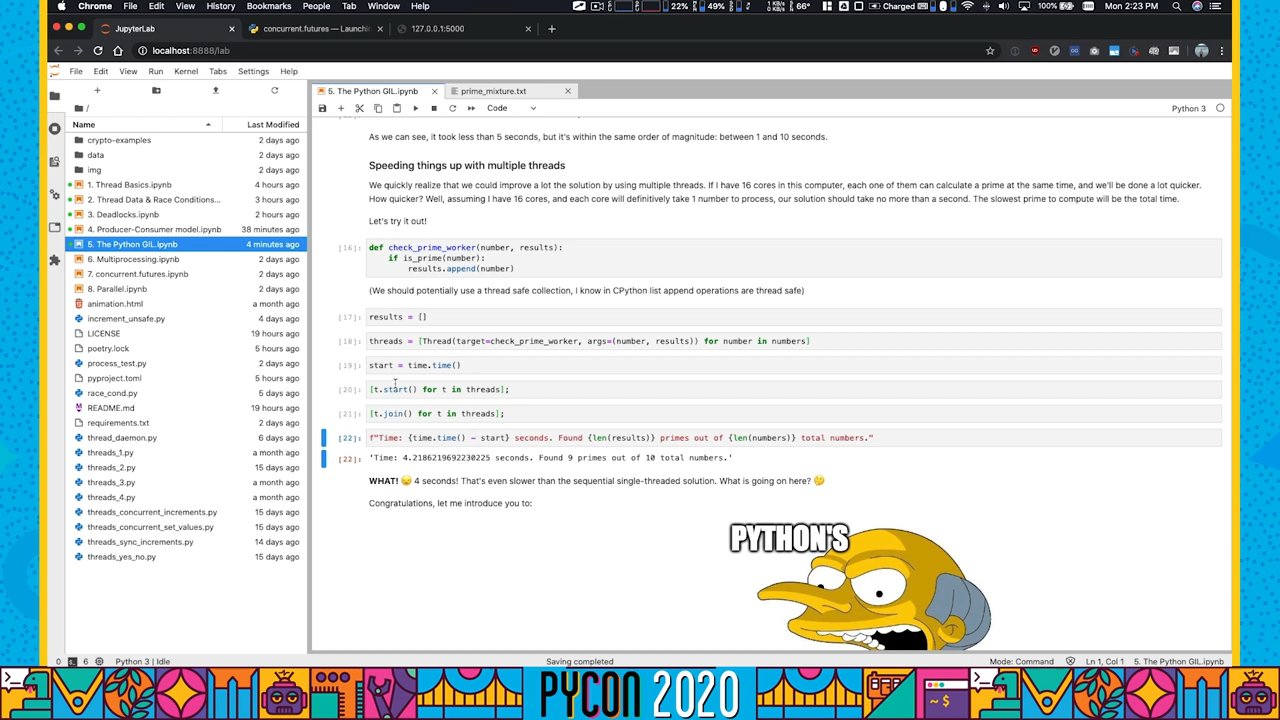 Chrome File Edit View History Bookmarks People Tab Window Help 22% 49% 66° Charged 100% Mon 2:23 PM
JupyterLab concurrent.futures — Launchi 127.0.0.1:5000
localhost:8888/lab
File Edit View Run Kernel Tabs Settings Help
5. The Python GIL.ipynb prime_mixture.txt
Code Python 3
/
Name Last Modified
crypto-examples 2 days ago
data 2 days ago
img 2 days ago
1. Thread Basics.ipynb 4 hours ago
2. Thread Data & Race Conditions... 2 hours ago
3. Deadlocks.ipynb 2 hours ago
4. Producer-Consumer model.ipynb 38 minutes ago
5. The Python GIL.ipynb 4 minutes ago
6. Multiprocessing.ipynb 2 days ago
7. concurrent.futures.ipynb 2 days ago
8. Parallel.ipynb 2 days ago
animation.html a month ago
increment_unsafe.py 4 days ago
LICENSE 19 hours ago
poetry.lock 5 hours ago
process_test.py 2 days ago
pyproject.toml 5 hours ago
race_cond.py 5 days ago
README.md 19 hours ago
requirements.txt 2 days ago
thread_daemon.py 6 days ago
threads_1.py a month ago
threads_2.py 15 days ago
threads_3.py a month ago
threads_4.py a month ago
threads_concurrent_increments.py 15 days ago
threads_concurrent_set_values.py 15 days ago
threads_sync_increments.py 14 days ago
threads_yes_no.py 15 days ago
As we can see, it took less than 5 seconds, but it's within the same order of magnitude: between 1 and 10 seconds.
Speeding things up with multiple threads
We quickly realize that we could improve a lot the solution by using multiple threads. If I have 16 cores in this computer, each one of them can calculate a prime at the same time, and we'll be done a lot quicker.
How quicker? Well, assuming I have 16 cores, and each core will definitively take 1 number to process, our solution should take no more than a second. The slowest prime to compute will be the total time.
Let's try it out!
[16]: def check_prime_worker(number, results):
if is_prime(number):
results.append(number)
(We should potentially use a thread safe collection, I know in CPython list append operations are thread safe)
[17]: results = []
[18]: threads = [Thread(target=check_prime_worker, args=(number, results)) for number in numbers]
[19]: start = time.time()
[20]: [t.start() for t in threads];
[21]: [t.join() for t in threads];
[22]: f"Time: {time.time() - start} seconds. Found {len(results)} primes out of {len(numbers)} total numbers."
[22]: 'Time: 4.2186219692230225 seconds. Found 9 primes out of 10 total numbers.'
WHAT! 😪 4 seconds! That's even slower than the sequential single-threaded solution. What is going on here? 🤔
Congratulations, let me introduce you to:
PYTHON'S
0 6 Python 3 | Idle Saving completed Mode: Command Ln 1, Col 1 5. The Python GIL.ipynb
PYCON 2020